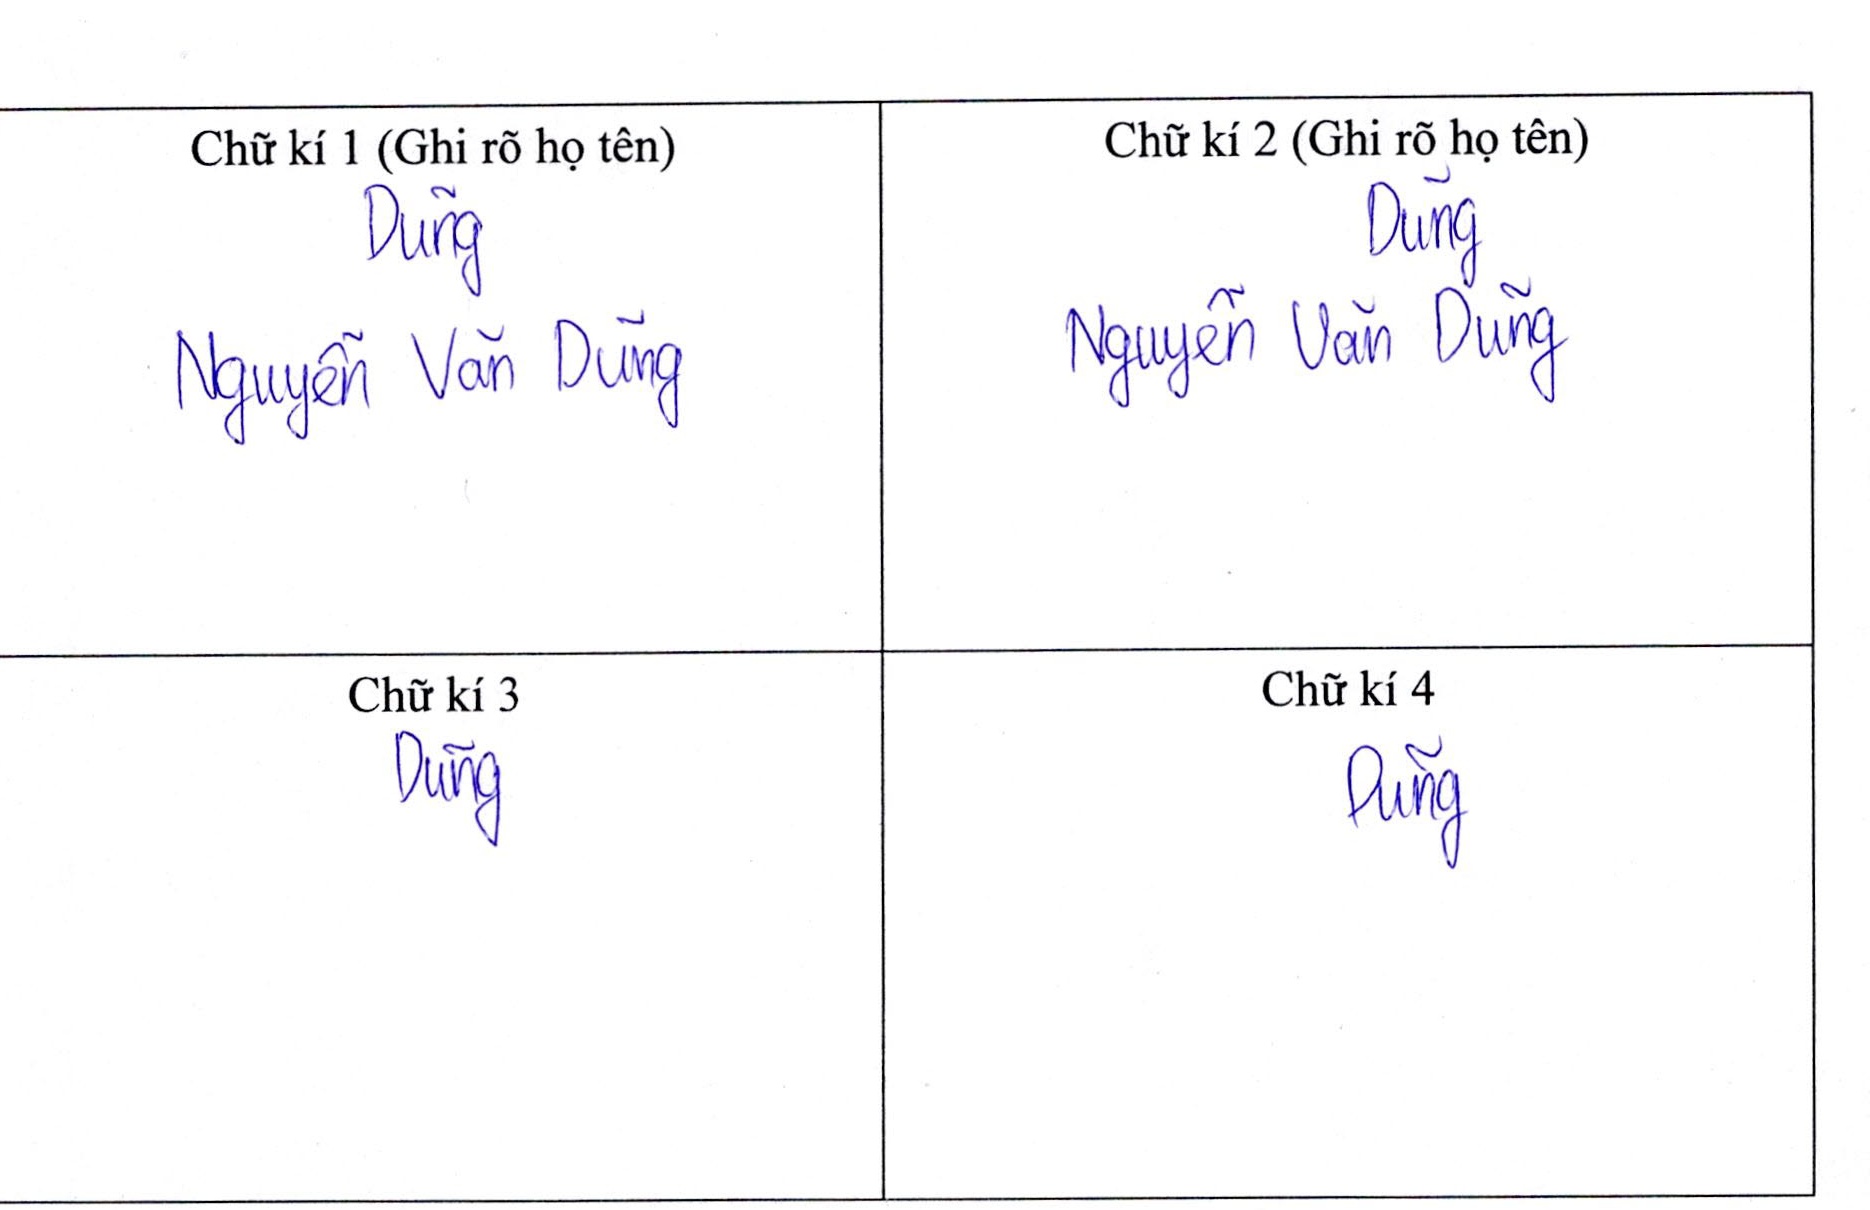 Chữ kí 1 (Ghi rõ họ tên)
Dũng
Nguyễn Văn Dũng
Chữ kí 2 (Ghi rõ họ tên)
Dũng
Nguyễn Văn Dũng
Chữ kí 3
Dũng
Chữ kí 4
Dũng